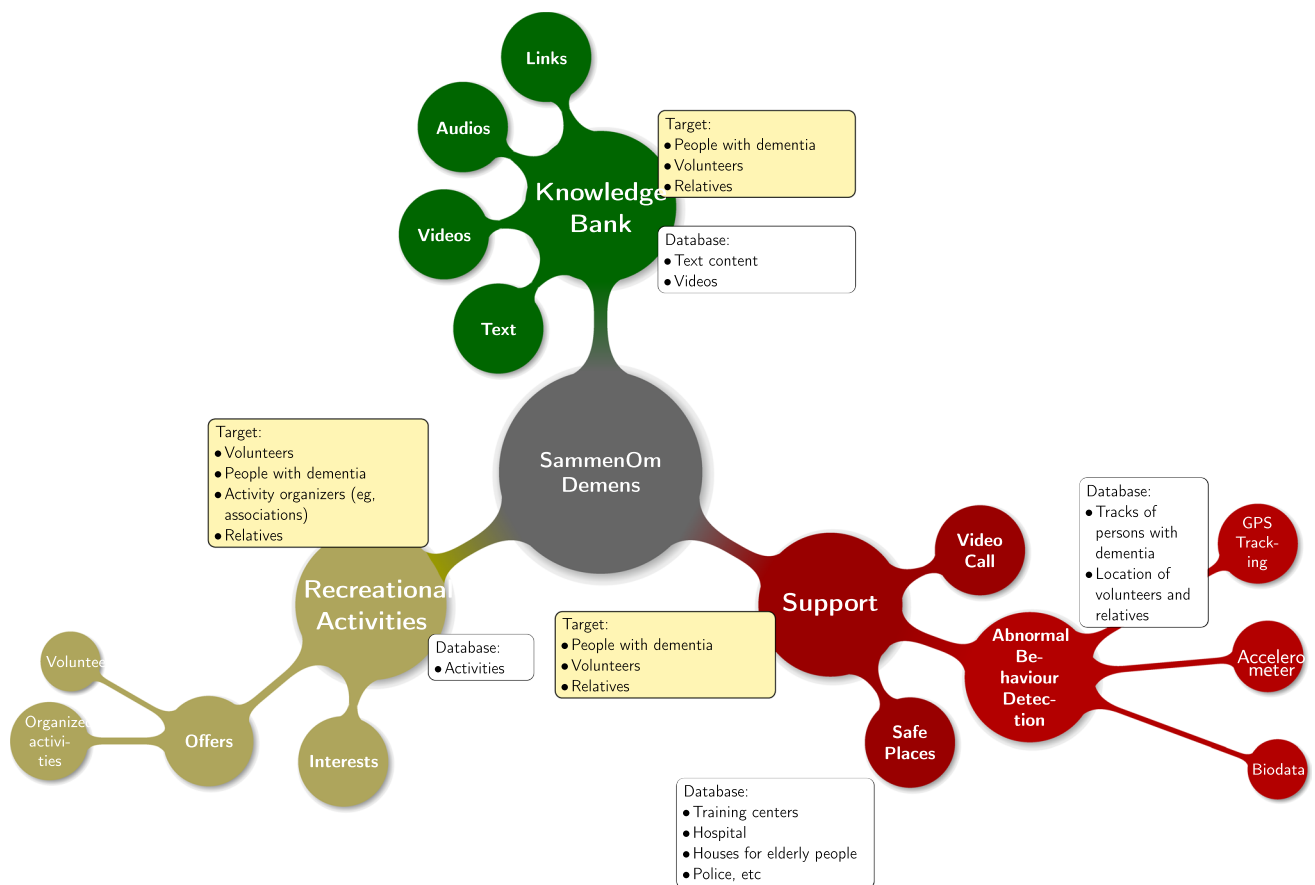 Links
Audios
Videos
Text
Knowledge
Bank
Target:
• People with dementia
• Volunteers
• Relatives
Database:
• Text content
• Videos
SammenOm
Demens
Target:
• Volunteers
• People with dementia
• Activity organizers (eg,
associations)
• Relatives
Recreational
Activities
Database:
• Activities
Voluntee
Organize
activi-
ties
Offers
Interests
Target:
• People with dementia
• Volunteers
• Relatives
Support
Video
Call
Abnormal
Be-
haviour
Detec-
tion
Safe
Places
Database:
• Training centers
• Hospital
• Houses for elderly people
• Police, etc
Database:
• Tracks of
persons with
dementia
• Location of
volunteers and
relatives
GPS
Track-
ing
Accelero
meter
Biodata